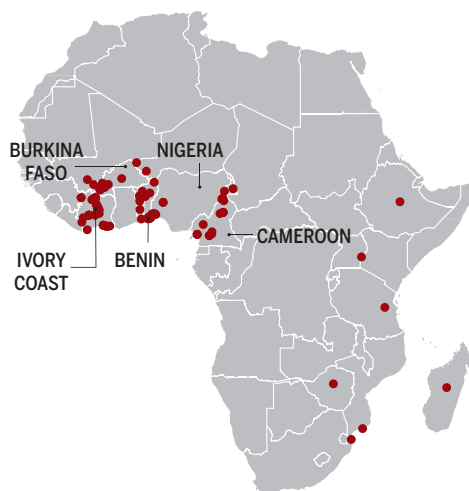 BURKINA
FASO
NIGERIA
IVORY
COAST
BENIN
CAMEROON